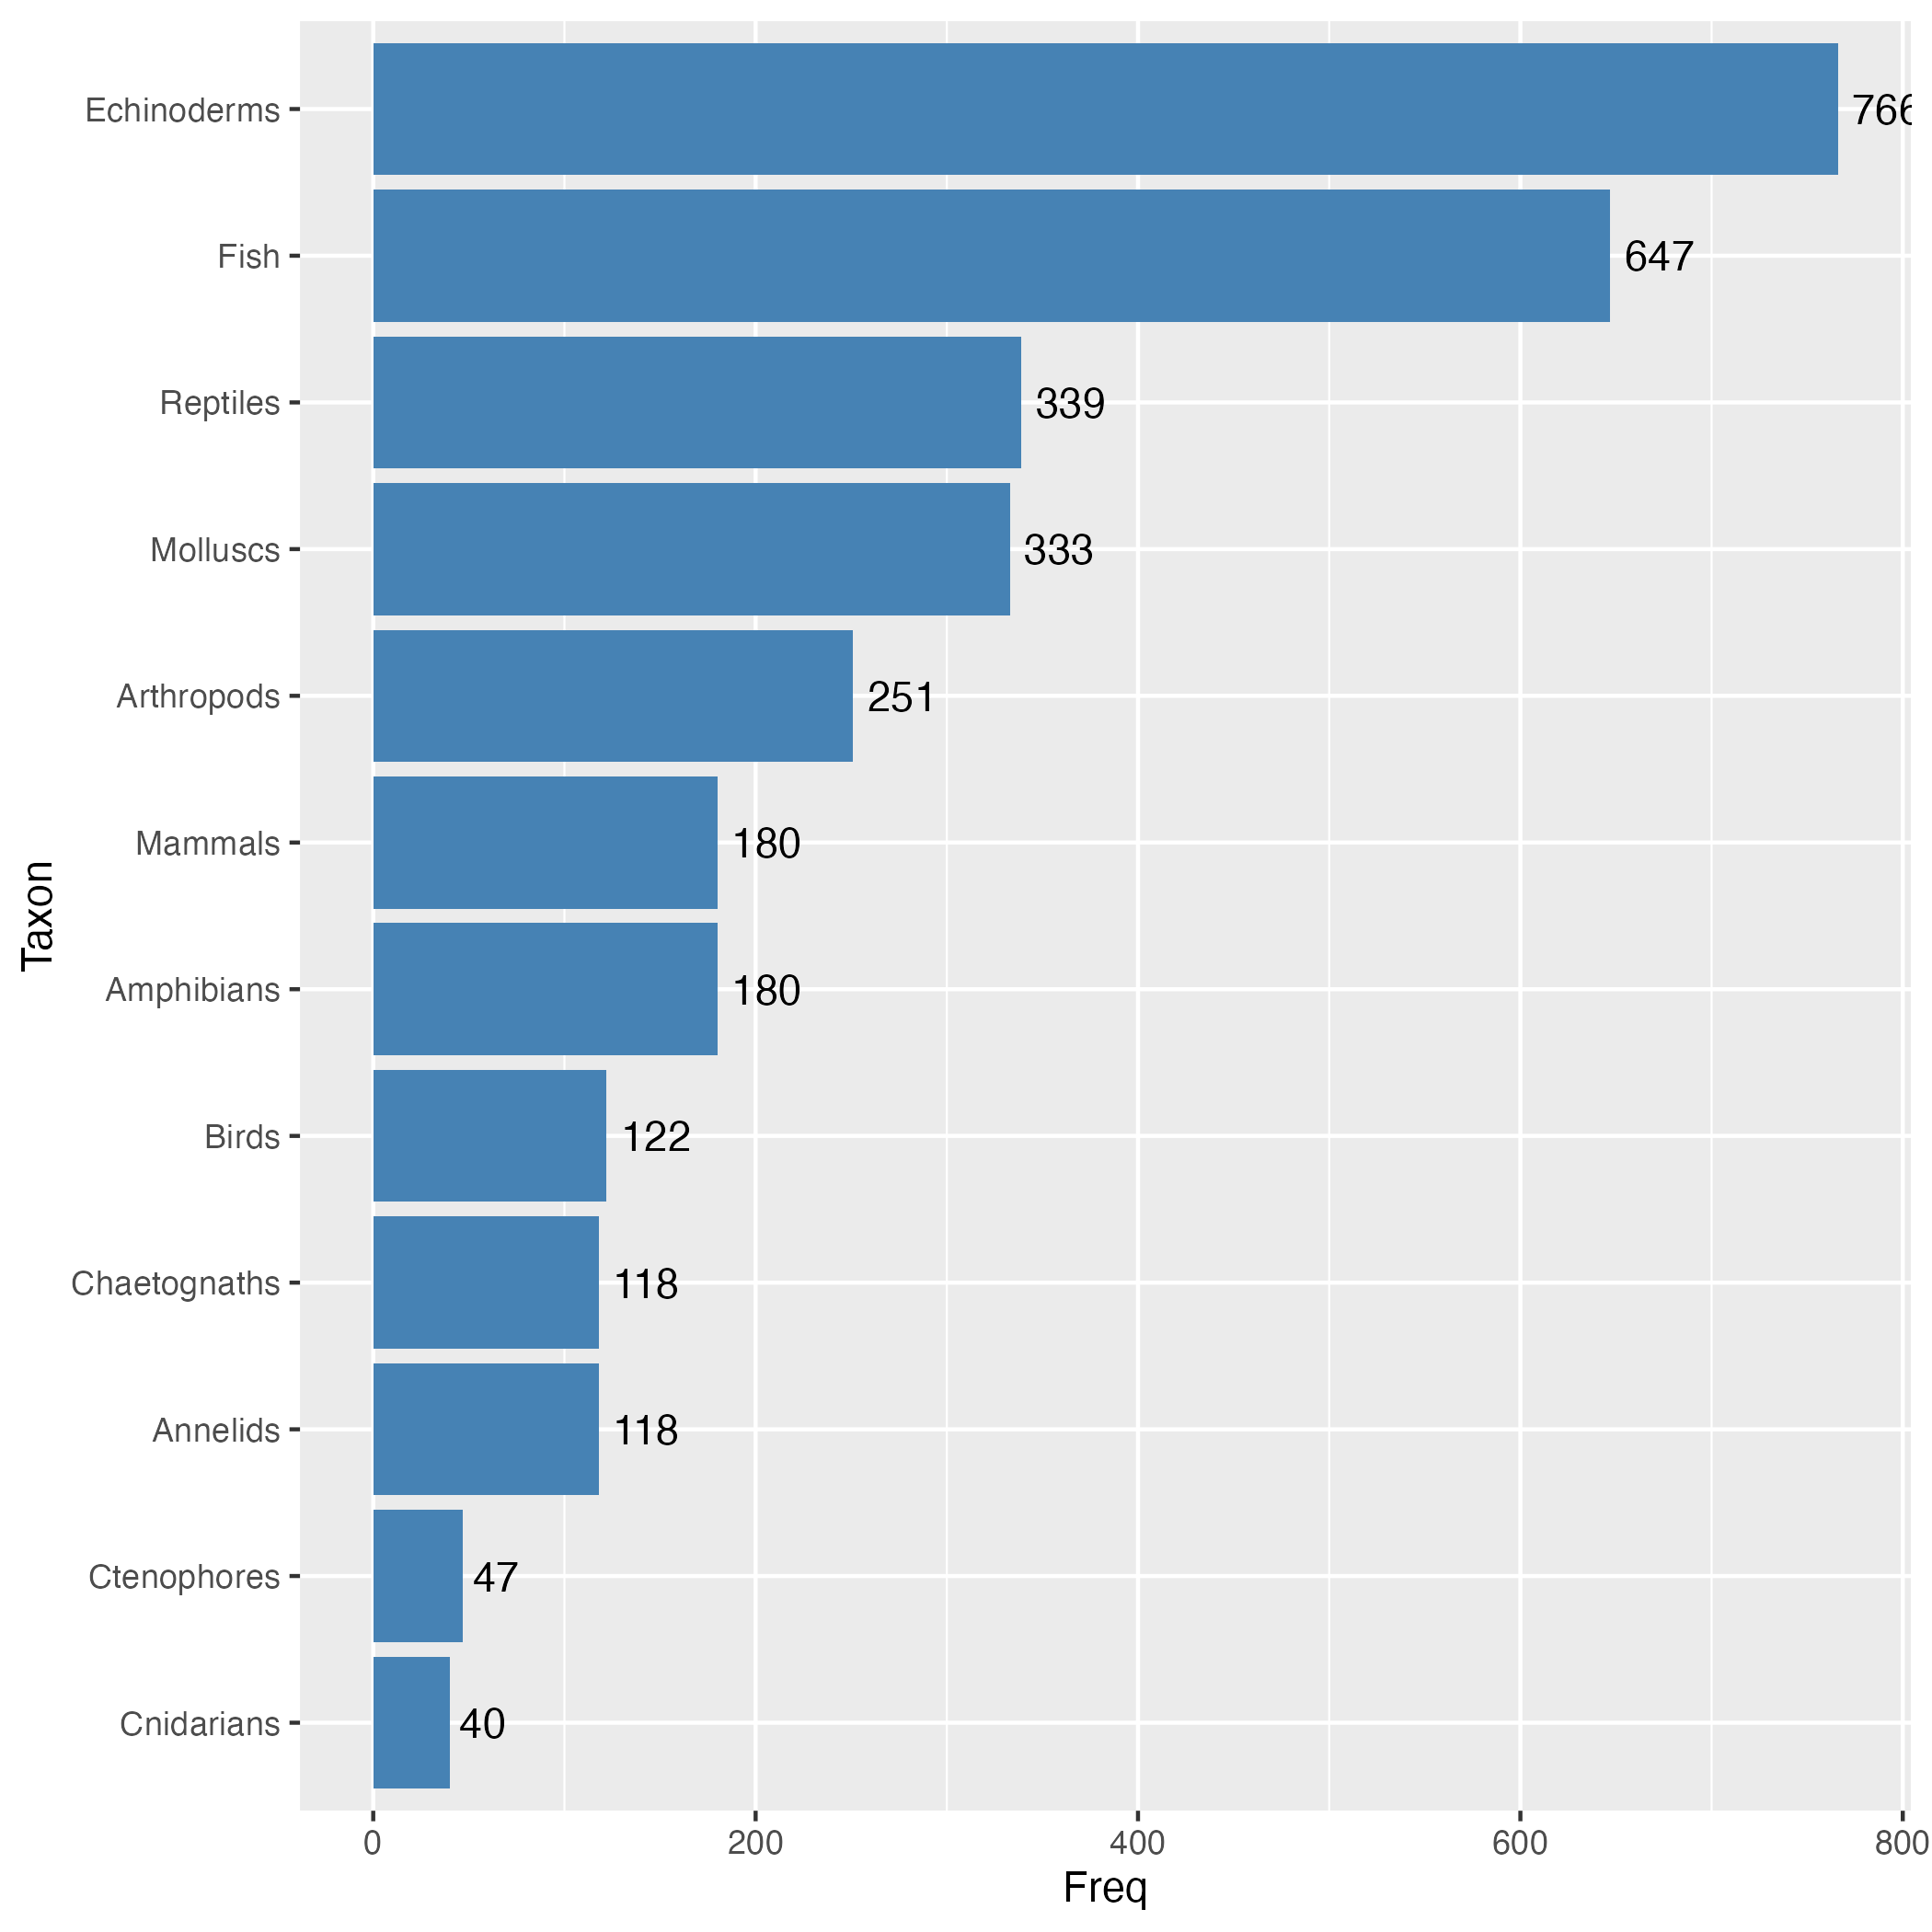 Echinoderms 766
Fish 647
Reptiles 339
Molluscs 333
Arthropods 251
Mammals 180
Amphibians 180
Birds 122
Chaetognaths 118
Annelids 118
Ctenophores 47
Cnidarians 40
Taxon
0 200 400 600 800
Freq